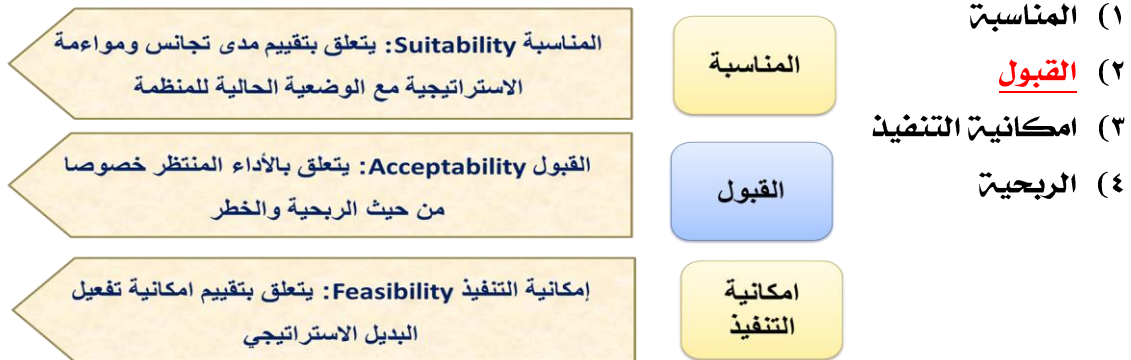 ١) المناسبة
٢) القبول
٣) امكانية التنفيذ
٤) الربحية
المناسبة
المناسبة Suitability: يتعلق بتقييم مدى تجانس ومواءمة
الاستراتيجية مع الوضعية الحالية للمنظمة
القبول
القبول Acceptability: يتعلق بالأداء المنتظر خصوصا
من حيث الربحية والخطر
امكانية
التنفيذ
إمكانية التنفيذ Feasibility: يتعلق بتقييم امكانية تفعيل
البديل الاستراتيجي